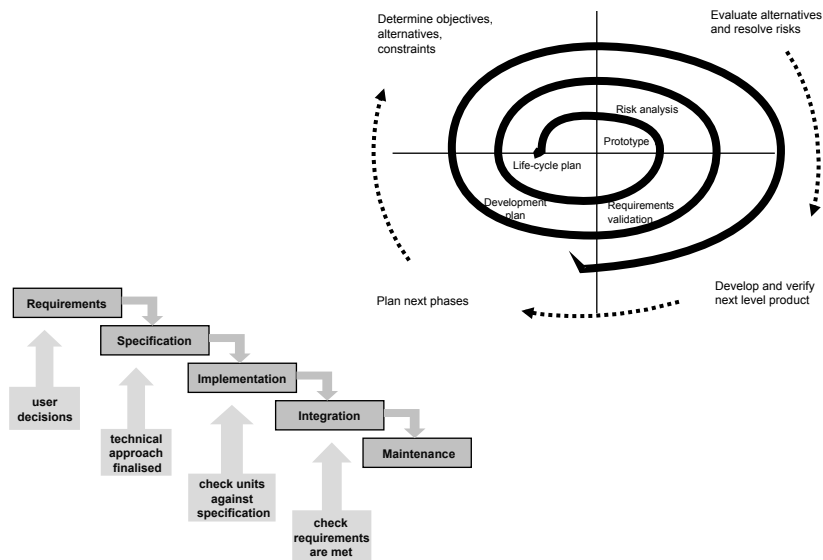 Determine objectives,
alternatives,
constraints
Evaluate alternatives
and resolve risks
Risk analysis
Prototype
Life-cycle plan
Development
plan
Requirements
validation
Plan next phases
Develop and verify
next level product
Requirements
Specification
Implementation
Integration
Maintenance
user
decisions
technical
approach
finalised
check units
against
specification
check
requirements
are met